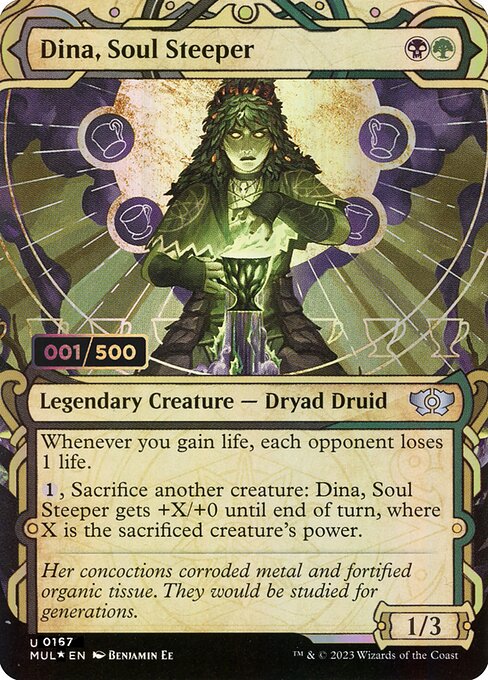 Dina, Soul Steeper
001/500
Legendary Creature — Dryad Druid
Whenever you gain life, each opponent loses
1 life.
1, Sacrifice another creature: Dina, Soul
Steeper gets +X/+0 until end of turn, where
X is the sacrificed creature's power.
Her concoctions corroded metal and fortified
organic tissue. They would be studied for
generations.
1/3
U 0167
MUL★EN Benjamin Ee
™ & © 2023 Wizards of the Coast